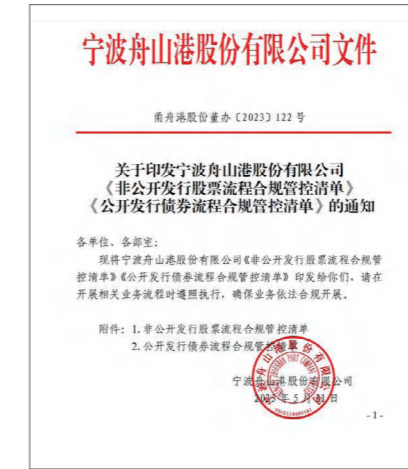 宁波舟山港股份有限公司文件
甬舟港股份董办〔2023〕122 号
关于印发宁波舟山港股份有限公司
《非公开发行股票流程合规管控清单》
《公开发行债券流程合规管控清单》的通知
各单位、各部室：
现将宁波舟山港股份有限公司《非公开发行股票流程合规管
控清单》《公开发行债券流程合规管控清单》印发给你们，请在
开展相关业务流程时遵照执行，确保业务依法合规开展。
附件：1. 非公开发行股票流程合规管控清单
2. 公开发行债券流程合规管控清单
宁波舟山港股份有限公司
2023 年 5 月 31 日
- 1 -